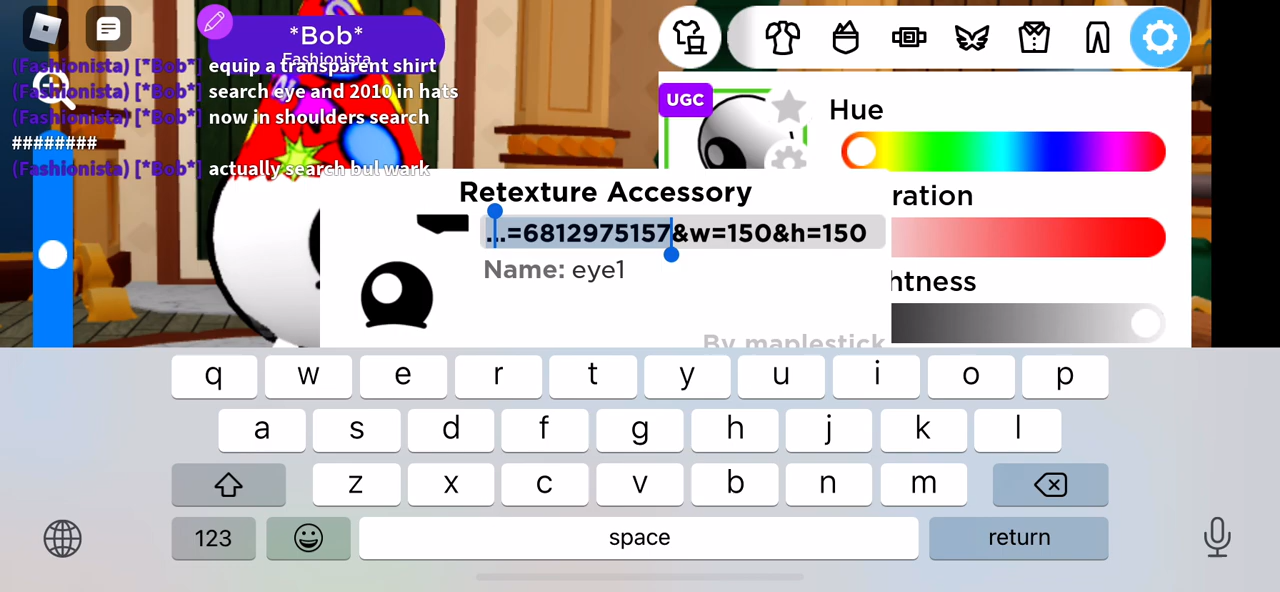 *Bob*
Fashionista
(Fashionista) [*Bob*] equip a transparent shirt
(Fashionista) [*Bob*] search eye and 2010 in hats
(Fashionista) [*Bob*] now in shoulders search
########
(Fashionista) [*Bob*] actually search bul wark
UGC
Hue
ration
htness
Retexture Accessory
...=6812975157&w=150&h=150
Name: eye1
By maplestick
q w e r t y u i o p
a s d f g h j k l
z x c v b n m
123 space return